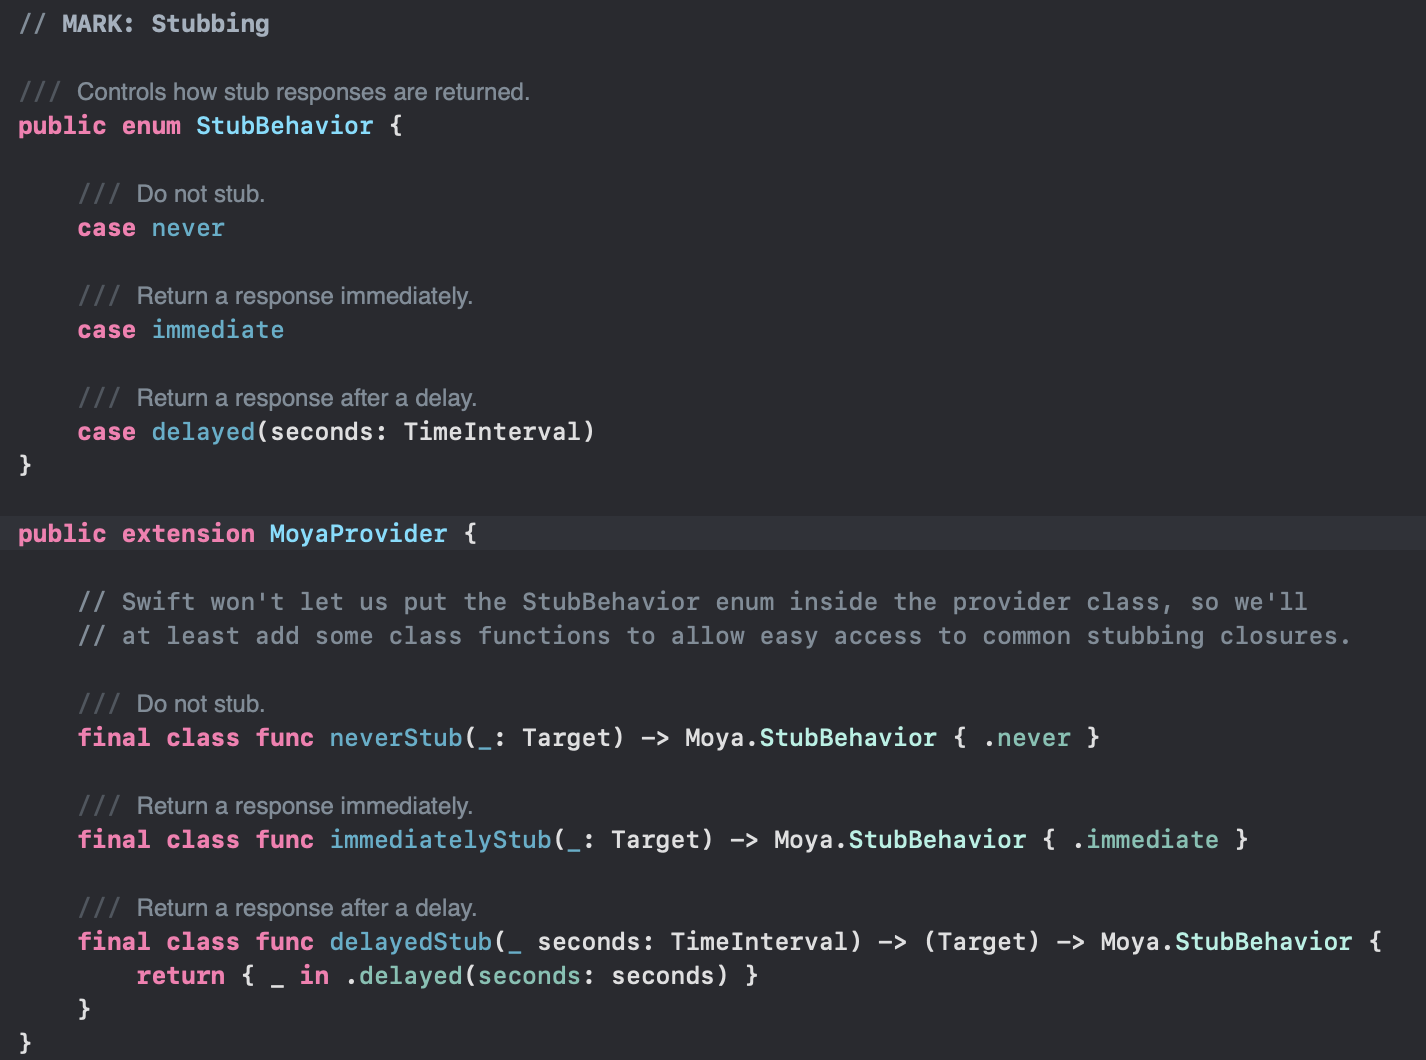 // MARK: Stubbing
/// Controls how stub responses are returned.
public enum StubBehavior {
/// Do not stub.
case never
/// Return a response immediately.
case immediate
/// Return a response after a delay.
case delayed(seconds: TimeInterval)
}
public extension MoyaProvider {
// Swift won't let us put the StubBehavior enum inside the provider class, so we'll
// at least add some class functions to allow easy access to common stubbing closures.
/// Do not stub.
final class func neverStub(_: Target) -> Moya.StubBehavior { .never }
/// Return a response immediately.
final class func immediatelyStub(_: Target) -> Moya.StubBehavior { .immediate }
/// Return a response after a delay.
final class func delayedStub(_ seconds: TimeInterval) -> (Target) -> Moya.StubBehavior {
return { _ in .delayed(seconds: seconds) }
}
}